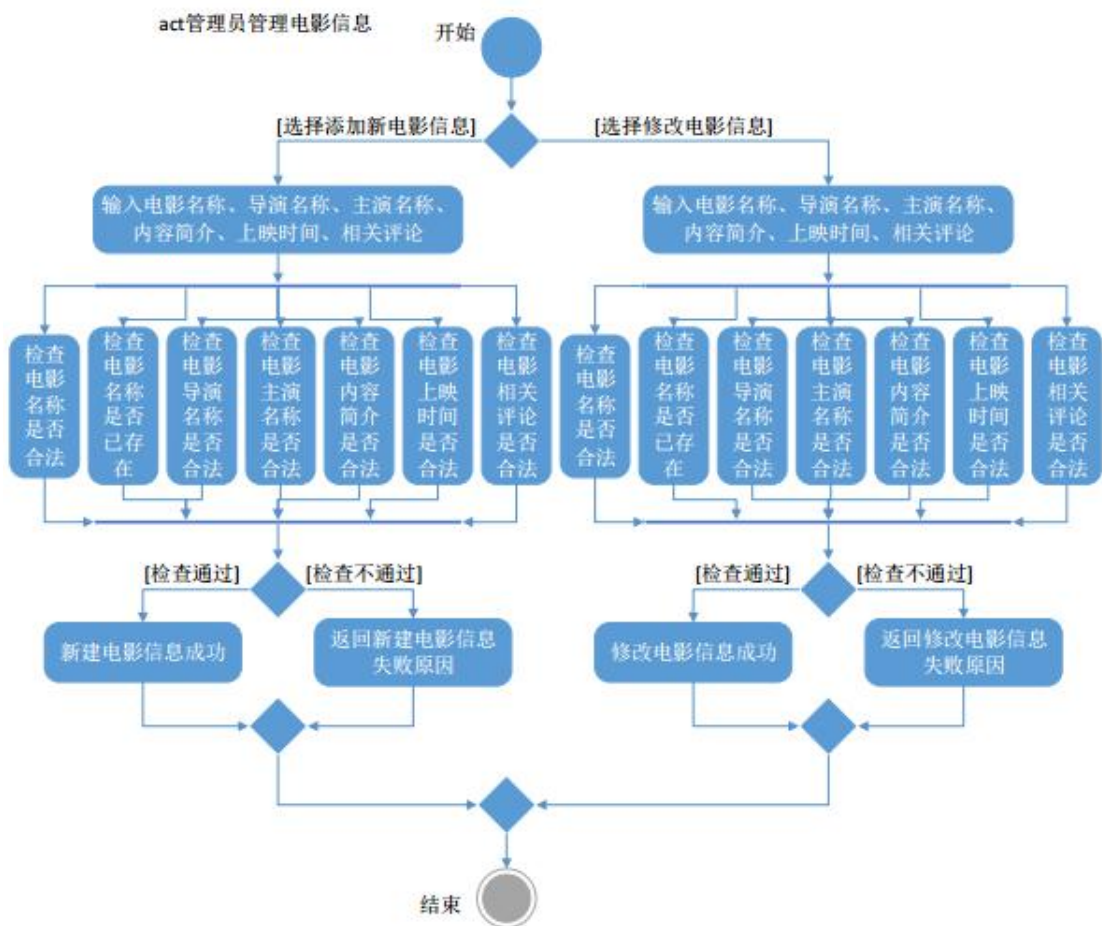 act管理员管理电影信息
开始
[选择添加新电影信息]
[选择修改电影信息]
输入电影名称、导演名称、主演名称、
内容简介、上映时间、相关评论
输入电影名称、导演名称、主演名称、
内容简介、上映时间、相关评论
检查
电影
名称
是否
合法
检查
电影
名称
是否
已存
在
检查
电影
导演
名称
是否
合法
检查
电影
主演
名称
是否
合法
检查
电影
内容
简介
是否
合法
检查
电影
上映
时间
是否
合法
检查
电影
相关
评论
是否
合法
检查
电影
名称
是否
合法
检查
电影
名称
是否
已存
在
检查
电影
导演
名称
是否
合法
检查
电影
主演
名称
是否
合法
检查
电影
内容
简介
是否
合法
检查
电影
上映
时间
是否
合法
检查
电影
相关
评论
是否
合法
[检查通过]
[检查不通过]
[检查通过]
[检查不通过]
新建电影信息成功
返回新建电影信息
失败原因
修改电影信息成功
返回修改电影信息
失败原因
结束